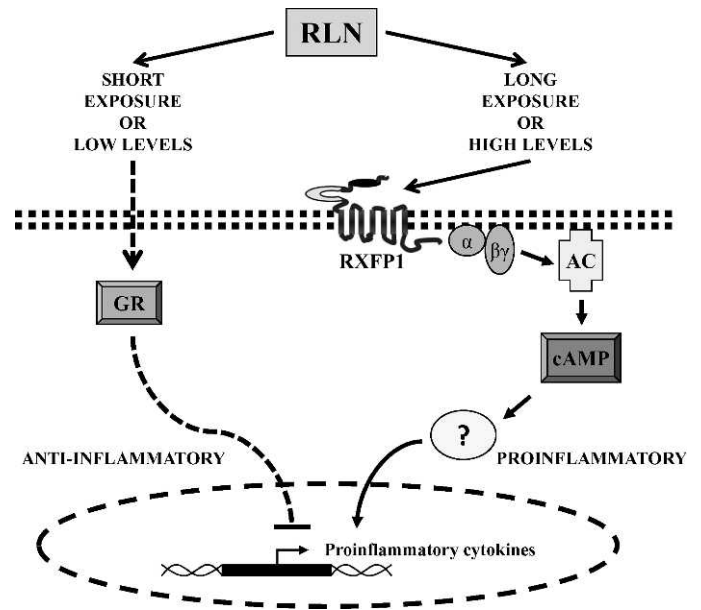 RLN
SHORT
EXPOSURE
OR
LOW LEVELS
LONG
EXPOSURE
OR
HIGH LEVELS
RXFP1
α
βγ
AC
GR
cAMP
?
ANTI-INFLAMMATORY
PROINFLAMMATORY
Proinflammatory cytokines